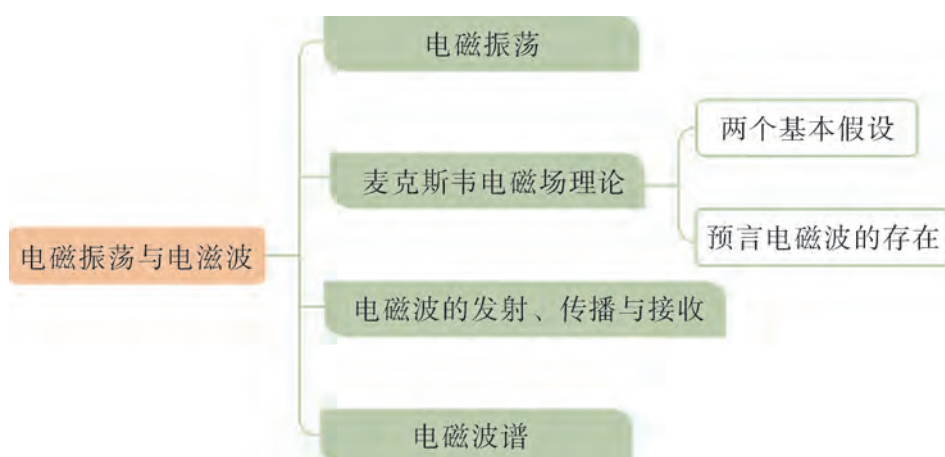 电磁振荡
两个基本假设
麦克斯韦电磁场理论
预言电磁波的存在
电磁振荡与电滋波
电磁波的发射、传播与接收
电磁波谱